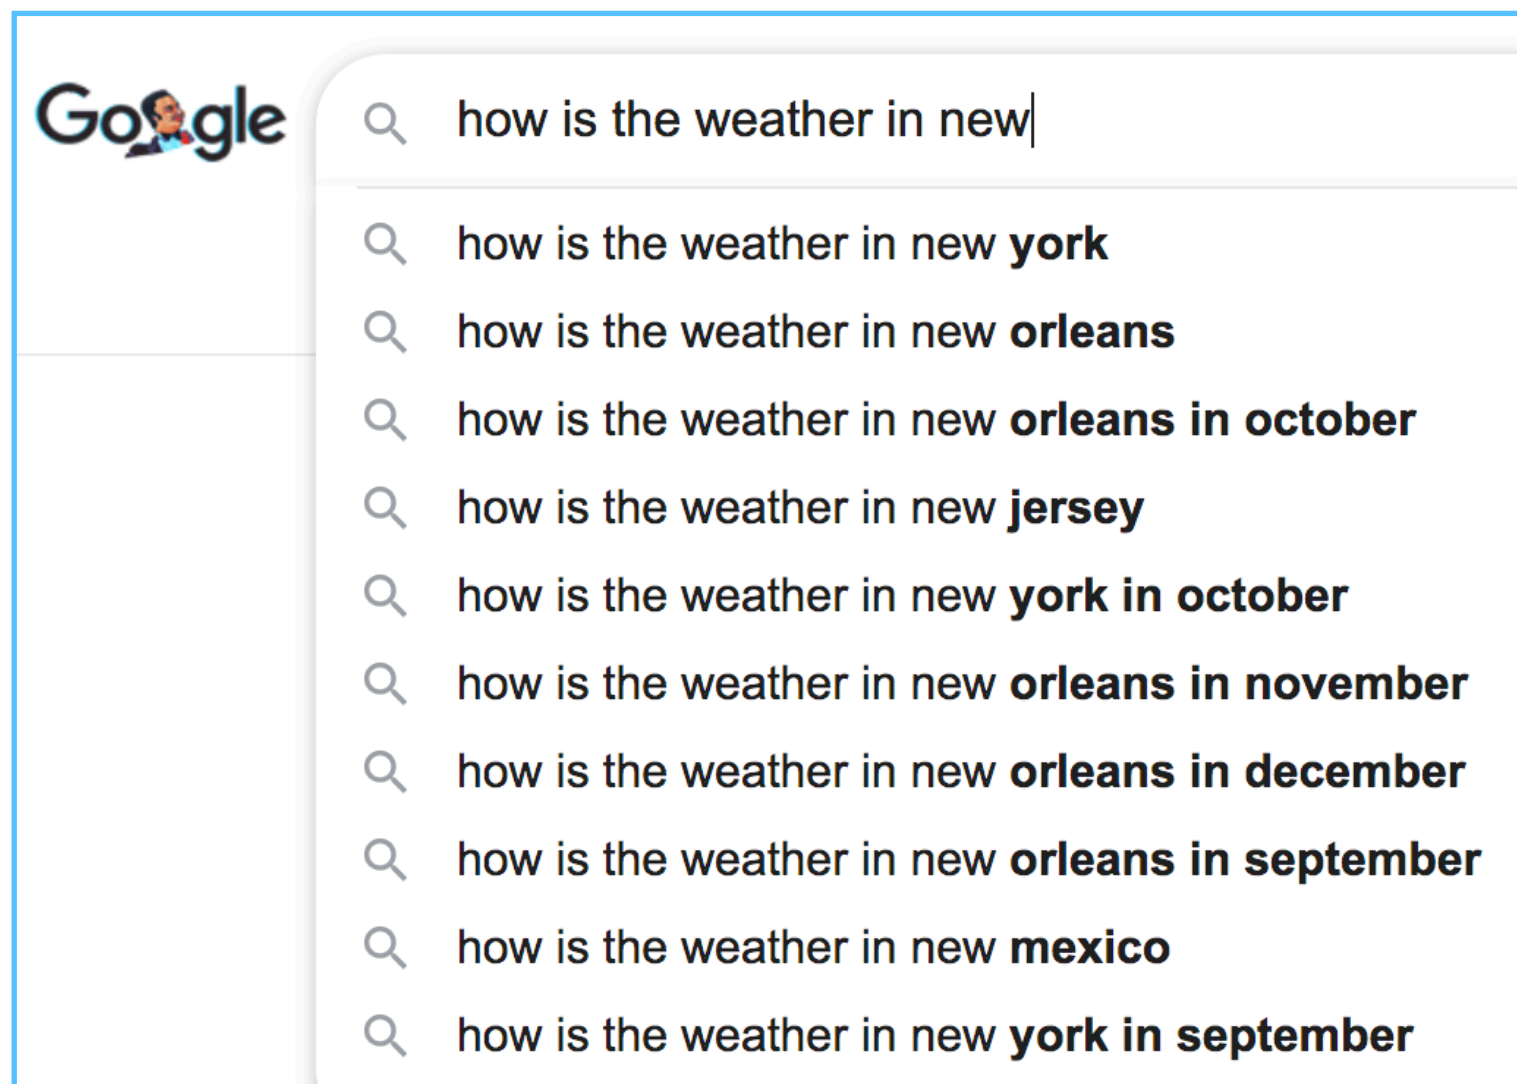 Google
how is the weather in new
how is the weather in new york
how is the weather in new orleans
how is the weather in new orleans in october
how is the weather in new jersey
how is the weather in new york in october
how is the weather in new orleans in november
how is the weather in new orleans in december
how is the weather in new orleans in september
how is the weather in new mexico
how is the weather in new york in september